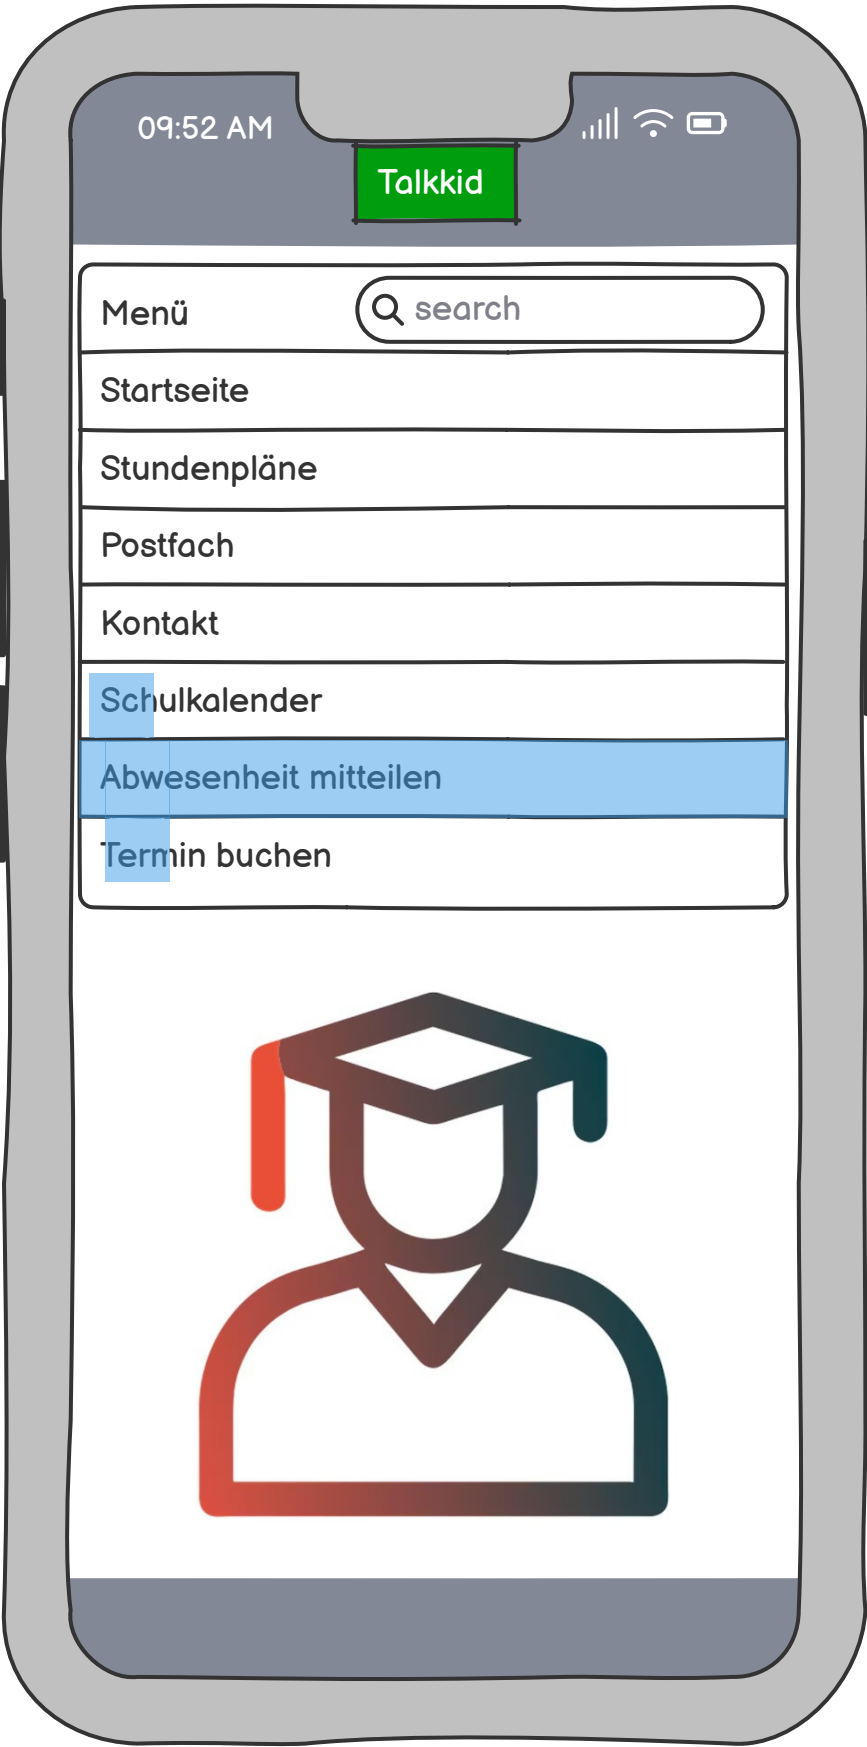 09:52 AM
Talkkid
Menü
search
Startseite
Stundenpläne
Postfach
Kontakt
Schulkalender
Abwesenheit mitteilen
Termin buchen